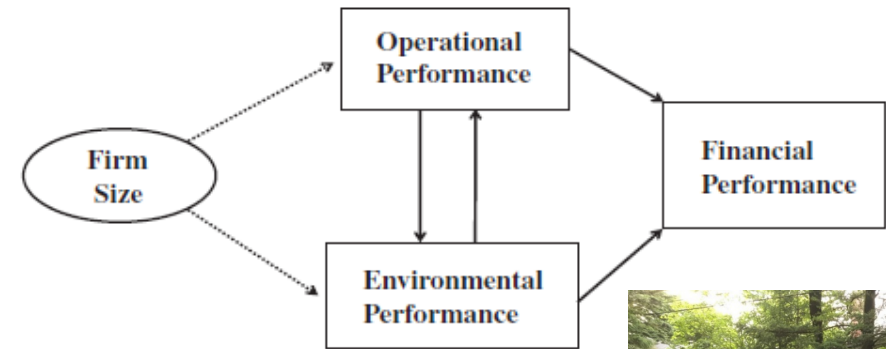 Operational
Performance
Firm
Size
Financial
Performance
Environmental
Performance